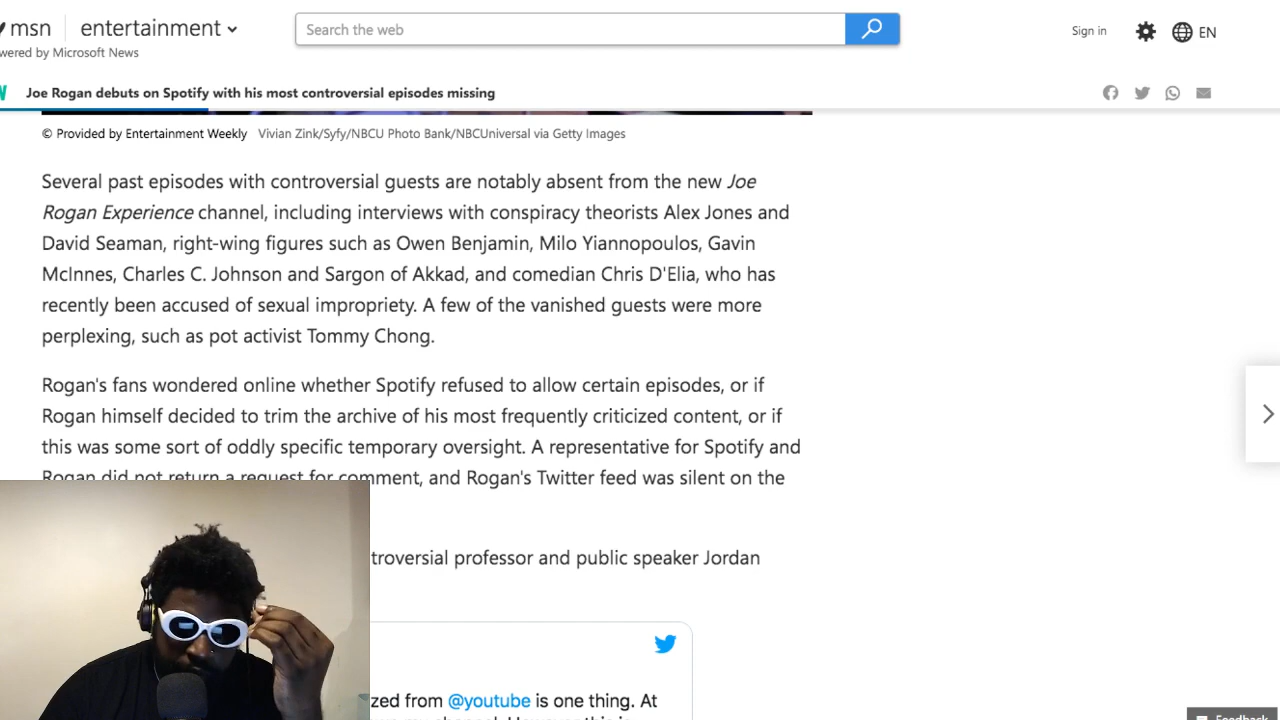 msn entertainment
Search the web
Sign in
EN
wered by Microsoft News
Joe Rogan debuts on Spotify with his most controversial episodes missing
© Provided by Entertainment Weekly Vivian Zink/Syfy/NBCU Photo Bank/NBCUniversal via Getty Images
Several past episodes with controversial guests are notably absent from the new Joe
Rogan Experience channel, including interviews with conspiracy theorists Alex Jones and
David Seaman, right-wing figures such as Owen Benjamin, Milo Yiannopoulos, Gavin
McInnes, Charles C. Johnson and Sargon of Akkad, and comedian Chris D'Elia, who has
recently been accused of sexual impropriety. A few of the vanished guests were more
perplexing, such as pot activist Tommy Chong.
Rogan's fans wondered online whether Spotify refused to allow certain episodes, or if
Rogan himself decided to trim the archive of his most frequently criticized content, or if
this was some sort of oddly specific temporary oversight. A representative for Spotify and
Rogan did not return a request for comment, and Rogan's Twitter feed was silent on the
troversial professor and public speaker Jordan
zed from @youtube is one thing. At
Feedback